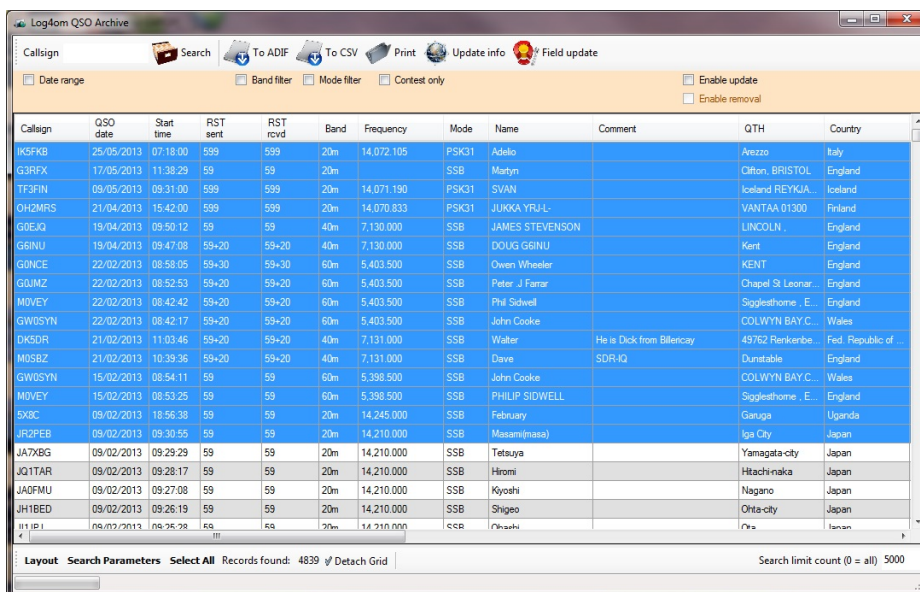 Log4om QSO Archive
Callsign Search To ADIF To CSV Print Update info Field update
Date range Band filter Mode filter Contest only Enable update
Enable removal
Callsign QSO date Start time RST sent RST rcvd Band Frequency Mode Name Comment QTH Country
IK5FKB 25/05/2013 07:18:00 599 599 20m 14,072.105 PSK31 Adelio Arezzo Italy
G3RFX 17/05/2013 11:38:29 59 59 20m SSB Martyn Clifton, BRISTOL England
TF3FIN 09/05/2013 09:31:00 599 599 20m 14,071.190 PSK31 SVAN Iceland REYKJA... Iceland
OH2MRS 21/04/2013 15:42:00 599 599 20m 14,070.833 PSK31 JUKKA YRJ-L- VANTAA 01300 Finland
G0EJQ 19/04/2013 09:50:12 59 59 40m 7,130.000 SSB JAMES STEVENSON LINCOLN , England
G6INU 19/04/2013 09:47:08 59+20 59+20 40m 7,130.000 SSB DOUG G6INU Kent England
G0NCE 22/02/2013 08:58:05 59+30 59+30 60m 5,403.500 SSB Owen Wheeler KENT England
G0JMZ 22/02/2013 08:52:53 59+20 59+20 60m 5,403.500 SSB Peter J Farrar Chapel St Leonar... England
M0VEY 22/02/2013 08:42:42 59+20 59+20 60m 5,403.500 SSB Phil Sidwell Sigglesthorne , E... England
GW0SYN 22/02/2013 08:42:17 59+20 59+20 60m 5,403.500 SSB John Cooke COLWYN BAY.C... Wales
DK5DR 21/02/2013 11:03:46 59+20 59+20 40m 7,131.000 SSB Walter He is Dick from Billericay 49762 Renkenbe... Fed. Republic of ...
M0SBZ 21/02/2013 10:39:36 59+20 59+20 40m 7,131.000 SSB Dave SDR-IQ Dunstable England
GW0SYN 15/02/2013 08:54:11 59 59 60m 5,398.500 SSB John Cooke COLWYN BAY.C... Wales
M0VEY 15/02/2013 08:53:25 59 59 60m 5,398.500 SSB PHILIP SIDWELL Sigglesthorne , E... England
5X8C 09/02/2013 18:56:38 59 59 20m 14,245.000 SSB February Garuga Uganda
JR2PEB 09/02/2013 09:30:55 59 59 20m 14,210.000 SSB Masami(masa) Iga City Japan
JA7XBG 09/02/2013 09:29:29 59 59 20m 14,210.000 SSB Tetsuya Yamagata-city Japan
JQ1TAR 09/02/2013 09:28:17 59 59 20m 14,210.000 SSB Hiromi Hitachi-naka Japan
JA0FMU 09/02/2013 09:27:08 59 59 20m 14,210.000 SSB Kiyoshi Nagano Japan
JH1BED 09/02/2013 09:26:19 59 59 20m 14,210.000 SSB Shigeo Ohta-city Japan
09/02/2013 09:25:28 59 59 20m 14,210.000 SSB Ohashi Ota Japan
Layout Search Parameters Select All Records found: 4839 Detach Grid Search limit count (0 = all) 5000